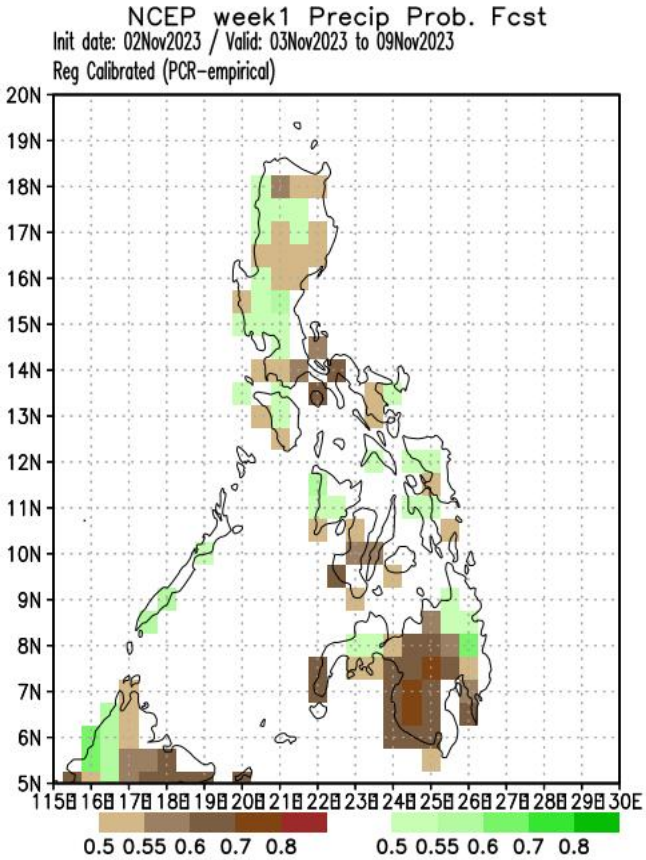 NCEP week1 Precip Prob. Fcst
Init date: 02Nov2023 / Valid: 03Nov2023 to 09Nov2023
Reg Calibrated (PCR-empirical)
20N
19N
18N
17N
16N
15N
14N
13N
12N
11N
10N
9N
8N
7N
6N
5N
115E 116E 117E 118E 119E 120E 121E 122E 123E 124E 125E 126E 127E 128E 129E 130E
0.5 0.55 0.6 0.7 0.8 0.5 0.55 0.6 0.7 0.8